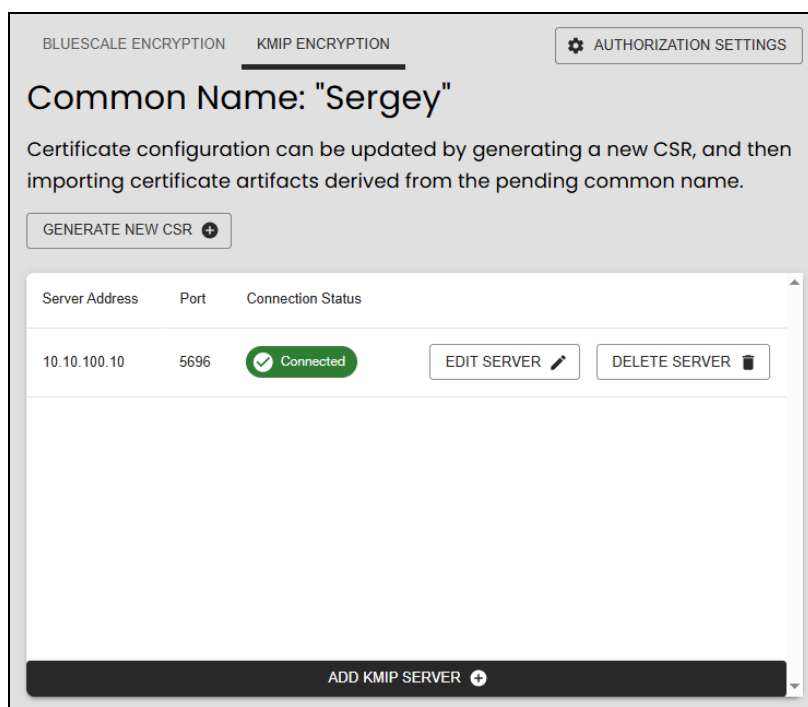 BLUESCALE ENCRYPTION KMIP ENCRYPTION AUTHORIZATION SETTINGS
Common Name: "Sergey"
Certificate configuration can be updated by generating a new CSR, and then
importing certificate artifacts derived from the pending common name.
GENERATE NEW CSR
Server Address Port Connection Status
10.10.100.10 5696 Connected EDIT SERVER DELETE SERVER
ADD KMIP SERVER